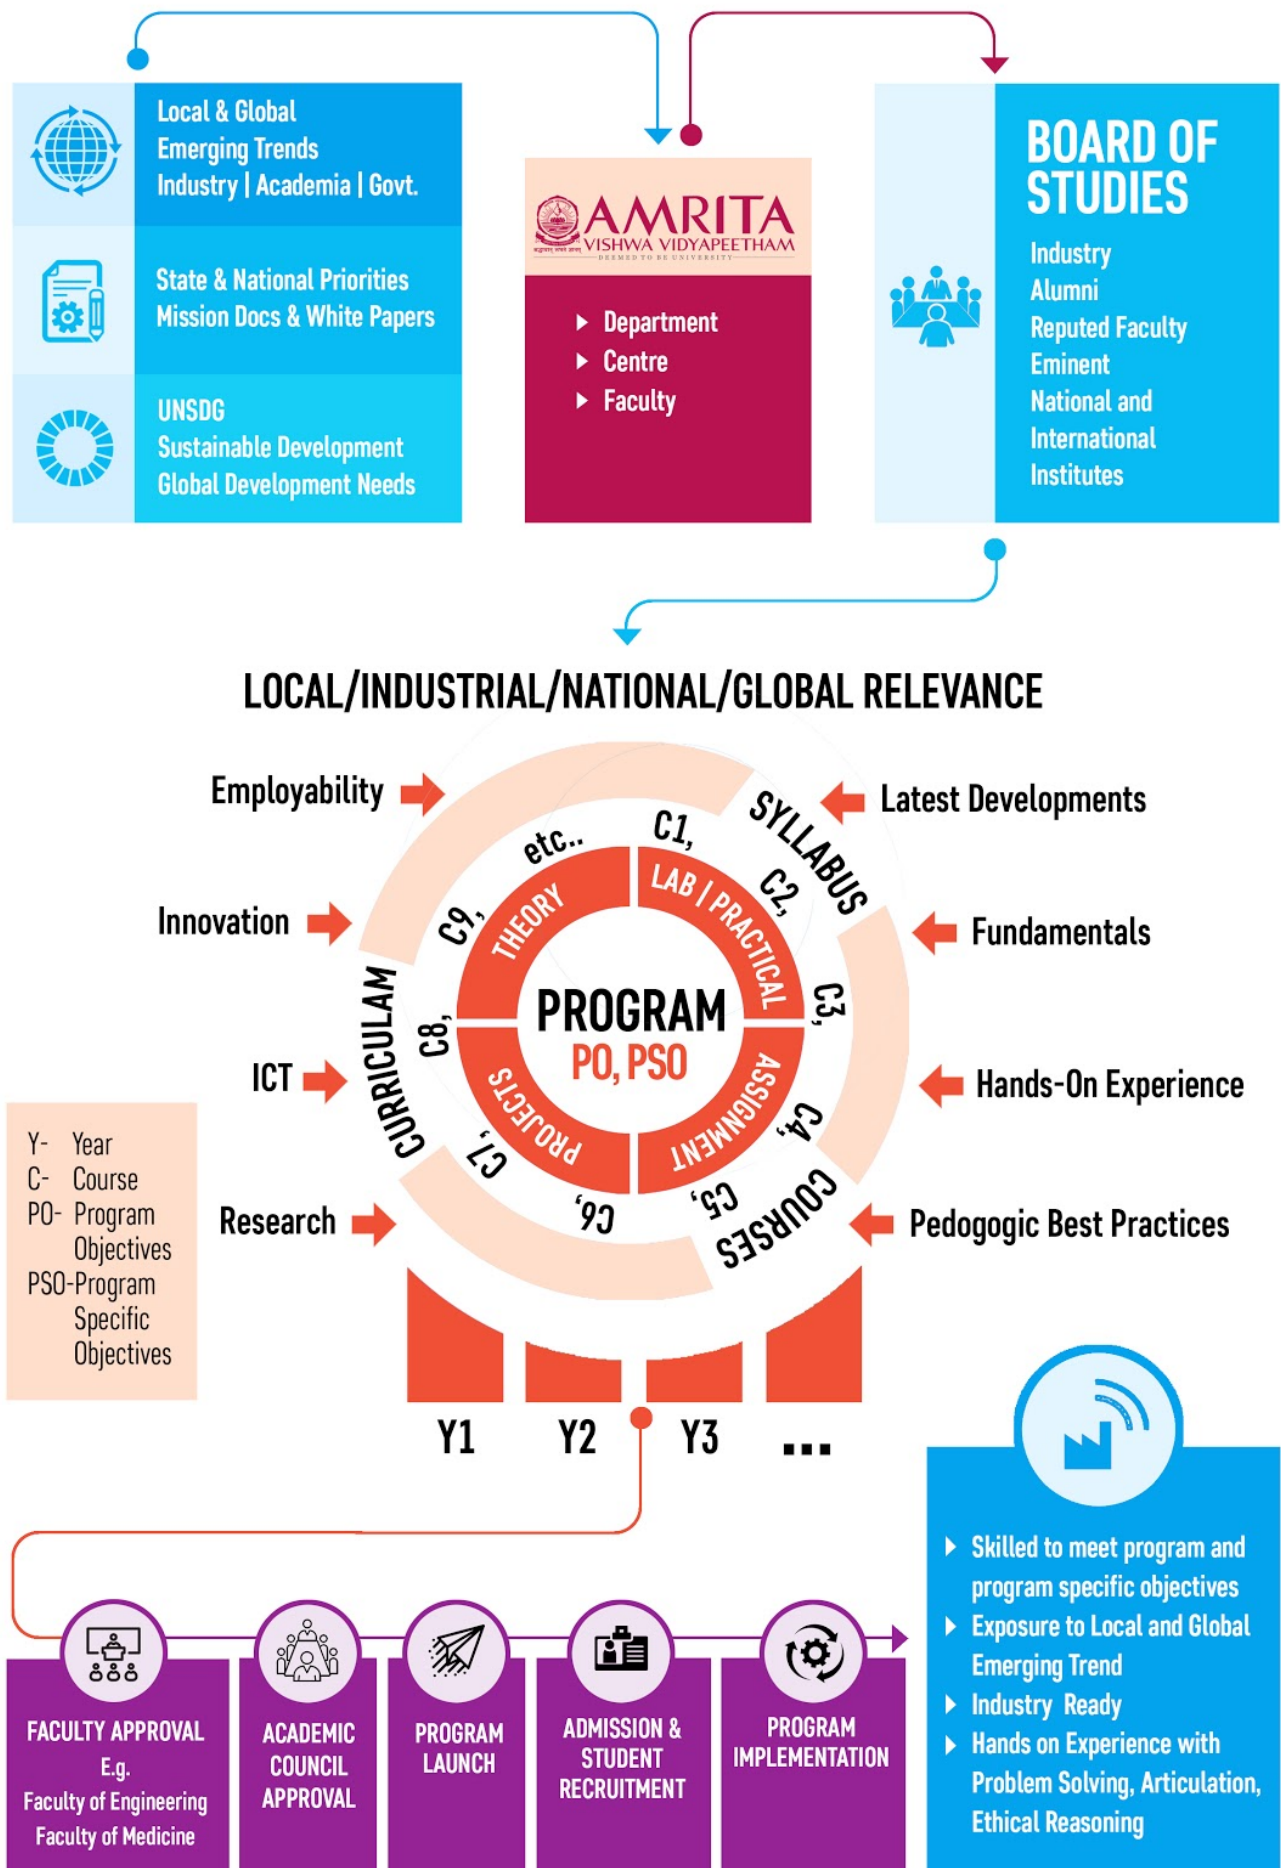 Local & Global
Emerging Trends
Industry | Academia | Govt.
State & National Priorities
Mission Docs & White Papers
UNSDG
Sustainable Development
Global Development Needs
AMRITA
VISHWA VIDYAPEETHAM
DEEMED TO BE UNIVERSITY
Department
Centre
Faculty
BOARD OF
STUDIES
Industry
Alumni
Reputed Faculty
Eminent
National and
International
Institutes
LOCAL/INDUSTRIAL/NATIONAL/GLOBAL RELEVANCE
Employability
Innovation
ICT
Research
Latest Developments
Fundamentals
Hands-On Experience
Pedogogic Best Practices
SYLLABUS
COURSES
CURRICULAM
C1,
C2,
C3,
C4,
C5,
C6,
C7,
C8,
C9,
etc..
THEORY
LAB | PRACTICAL
ASSIGNMENT
PROJECTS
PROGRAM
PO, PSO
Y- Year
C- Course
PO- Program
Objectives
PSO-Program
Specific
Objectives
Y1
Y2
Y3
...
FACULTY APPROVAL
E.g.
Faculty of Engineering
Faculty of Medicine
ACADEMIC
COUNCIL
APPROVAL
PROGRAM
LAUNCH
ADMISSION &
STUDENT
RECRUITMENT
PROGRAM
IMPLEMENTATION
Skilled to meet program and
program specific objectives
Exposure to Local and Global
Emerging Trend
Industry Ready
Hands on Experience with
Problem Solving, Articulation,
Ethical Reasoning